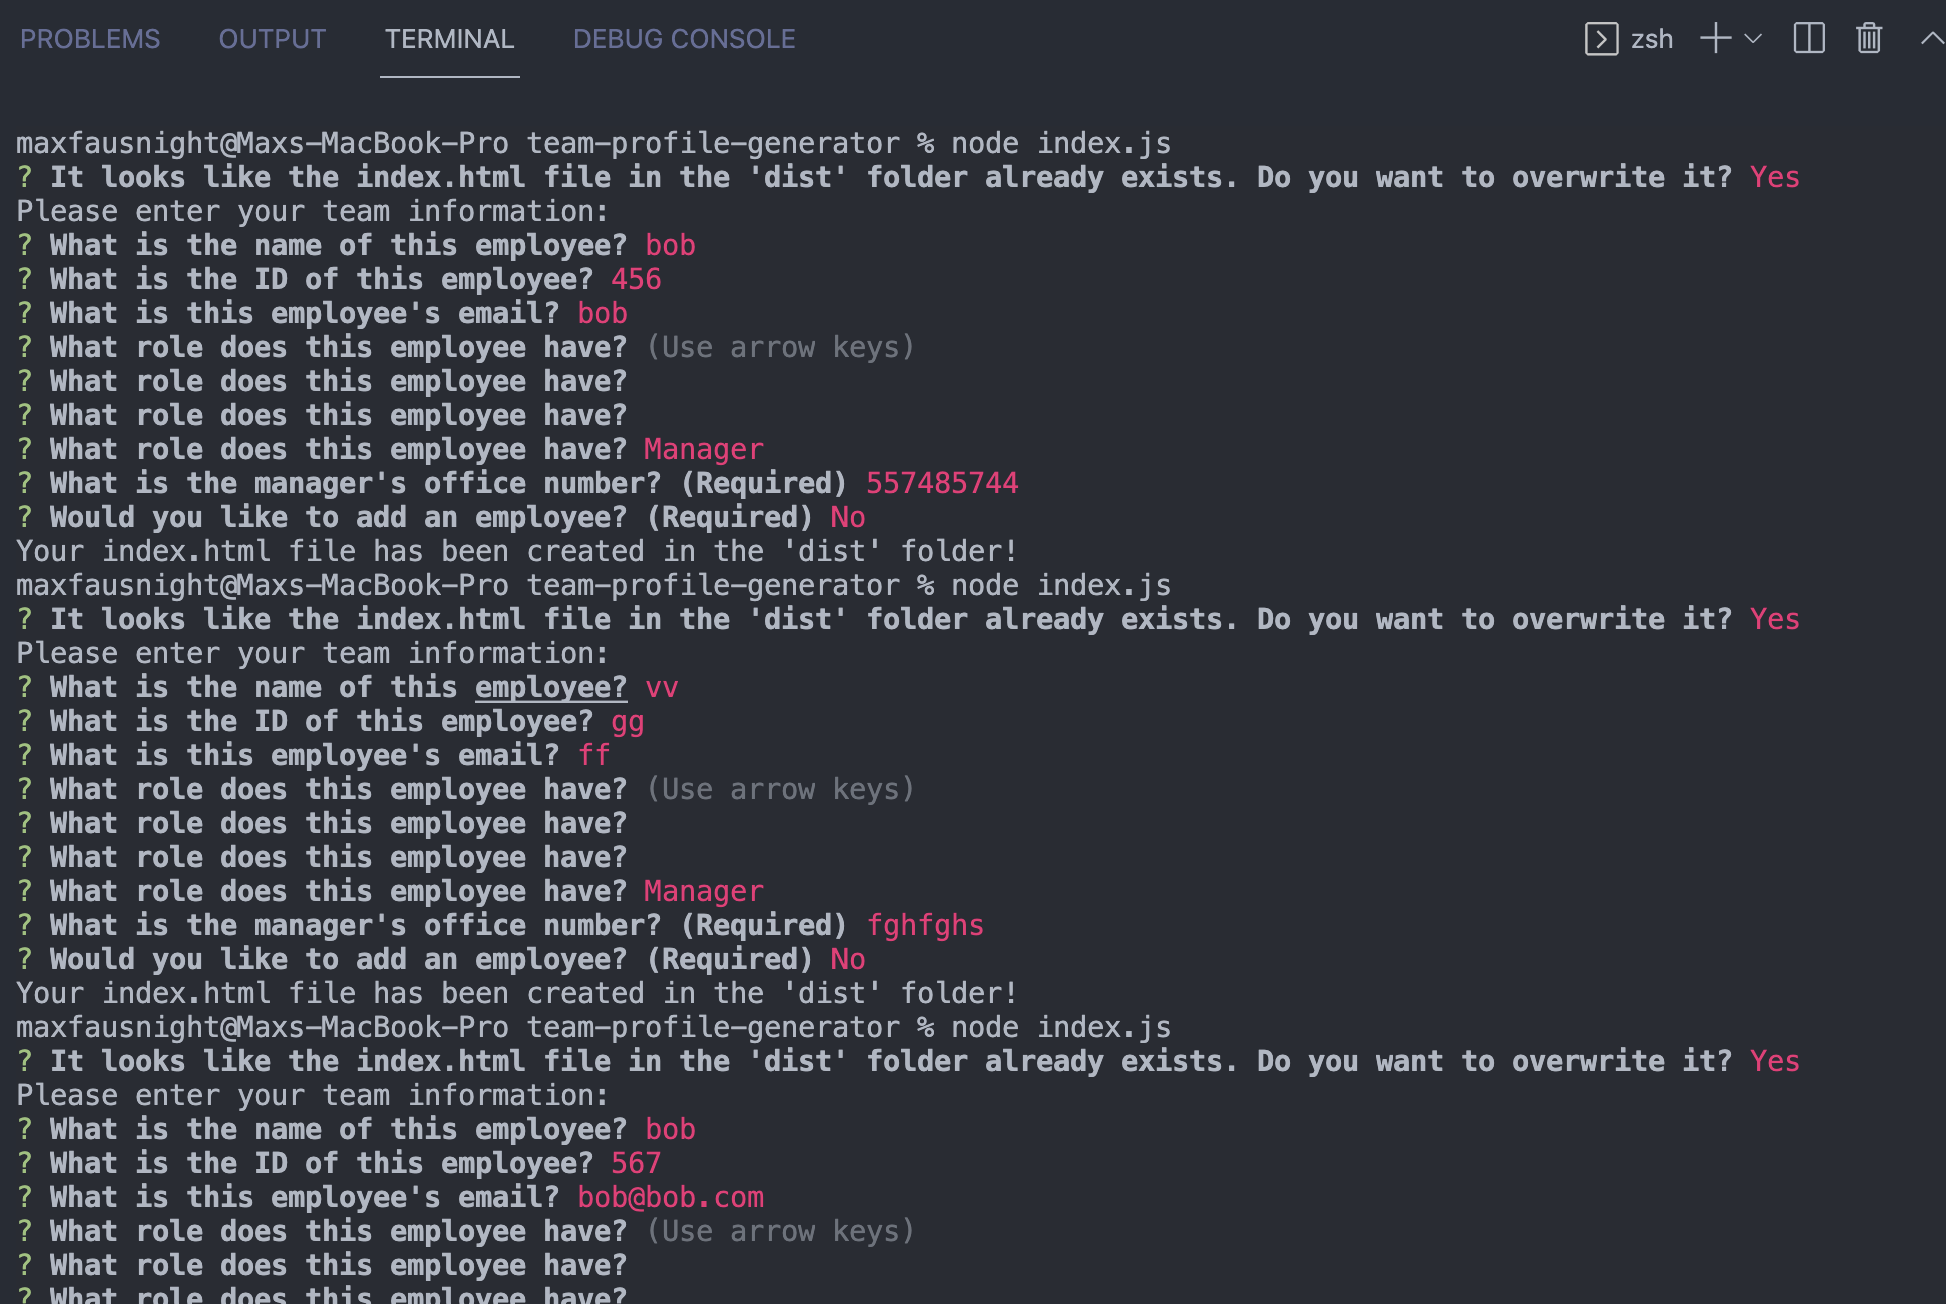 PROBLEMS OUTPUT TERMINAL DEBUG CONSOLE zsh
maxfausnight@Maxs-MacBook-Pro team-profile-generator % node index.js
? It looks like the index.html file in the 'dist' folder already exists. Do you want to overwrite it? Yes
Please enter your team information:
? What is the name of this employee? bob
? What is the ID of this employee? 456
? What is this employee's email? bob
? What role does this employee have? (Use arrow keys)
? What role does this employee have?
? What role does this employee have?
? What role does this employee have? Manager
? What is the manager's office number? (Required) 557485744
? Would you like to add an employee? (Required) No
Your index.html file has been created in the 'dist' folder!
maxfausnight@Maxs-MacBook-Pro team-profile-generator % node index.js
? It looks like the index.html file in the 'dist' folder already exists. Do you want to overwrite it? Yes
Please enter your team information:
? What is the name of this employee? vv
? What is the ID of this employee? gg
? What is this employee's email? ff
? What role does this employee have? (Use arrow keys)
? What role does this employee have?
? What role does this employee have?
? What role does this employee have? Manager
? What is the manager's office number? (Required) fghfghs
? Would you like to add an employee? (Required) No
Your index.html file has been created in the 'dist' folder!
maxfausnight@Maxs-MacBook-Pro team-profile-generator % node index.js
? It looks like the index.html file in the 'dist' folder already exists. Do you want to overwrite it? Yes
Please enter your team information:
? What is the name of this employee? bob
? What is the ID of this employee? 567
? What is this employee's email? bob@bob.com
? What role does this employee have? (Use arrow keys)
? What role does this employee have?
? What role does this employee have?